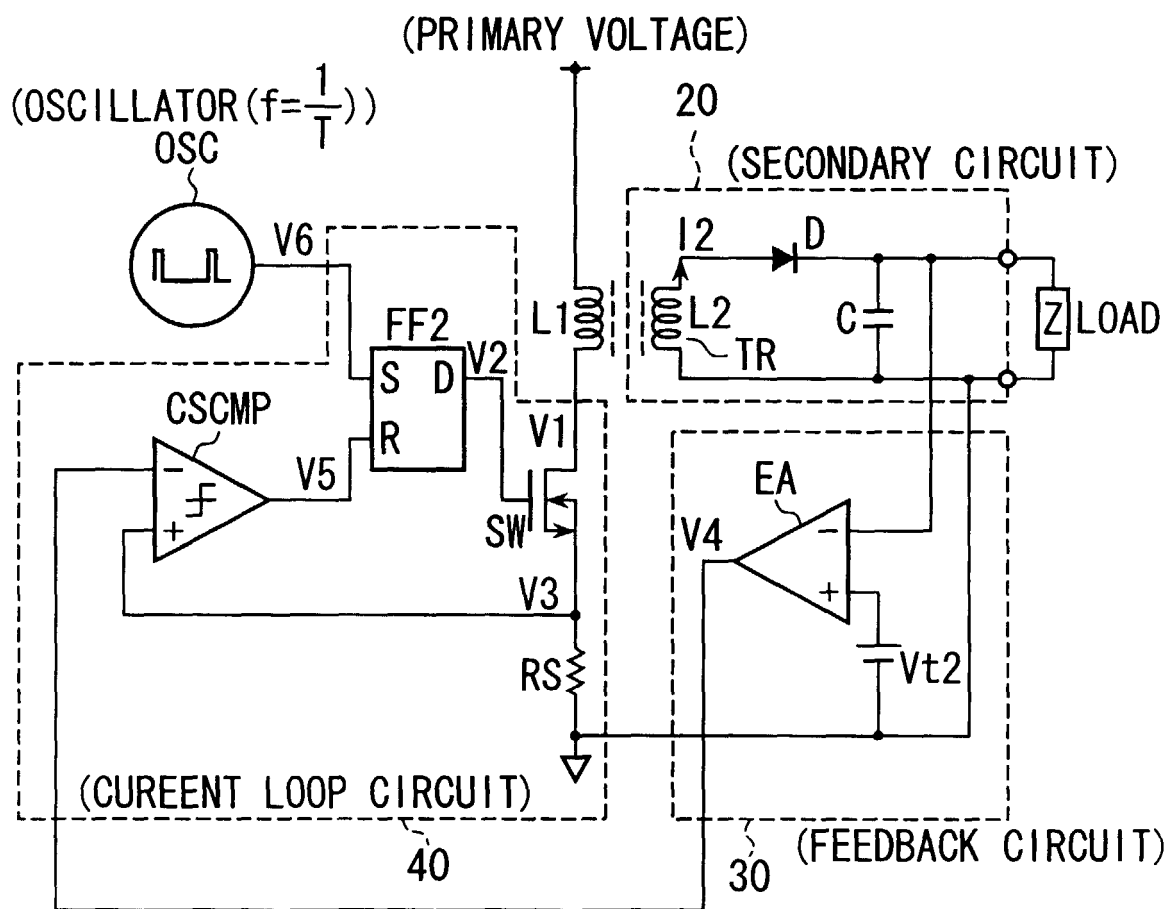 (PRIMARY VOLTAGE)
(OSCILLATOR(f=1/T))
OSC
20
(SECONDARY CIRCUIT)
V6
I2
D
FF2
L1
L2
C
Z
LOAD
V2
TR
S
D
CSCMP
R
V1
V5
EA
-
SW
-
V4
+
V3
+
RS
Vt2
(CUREENT LOOP CIRCUIT)
40
30
(FEEDBACK CIRCUIT)